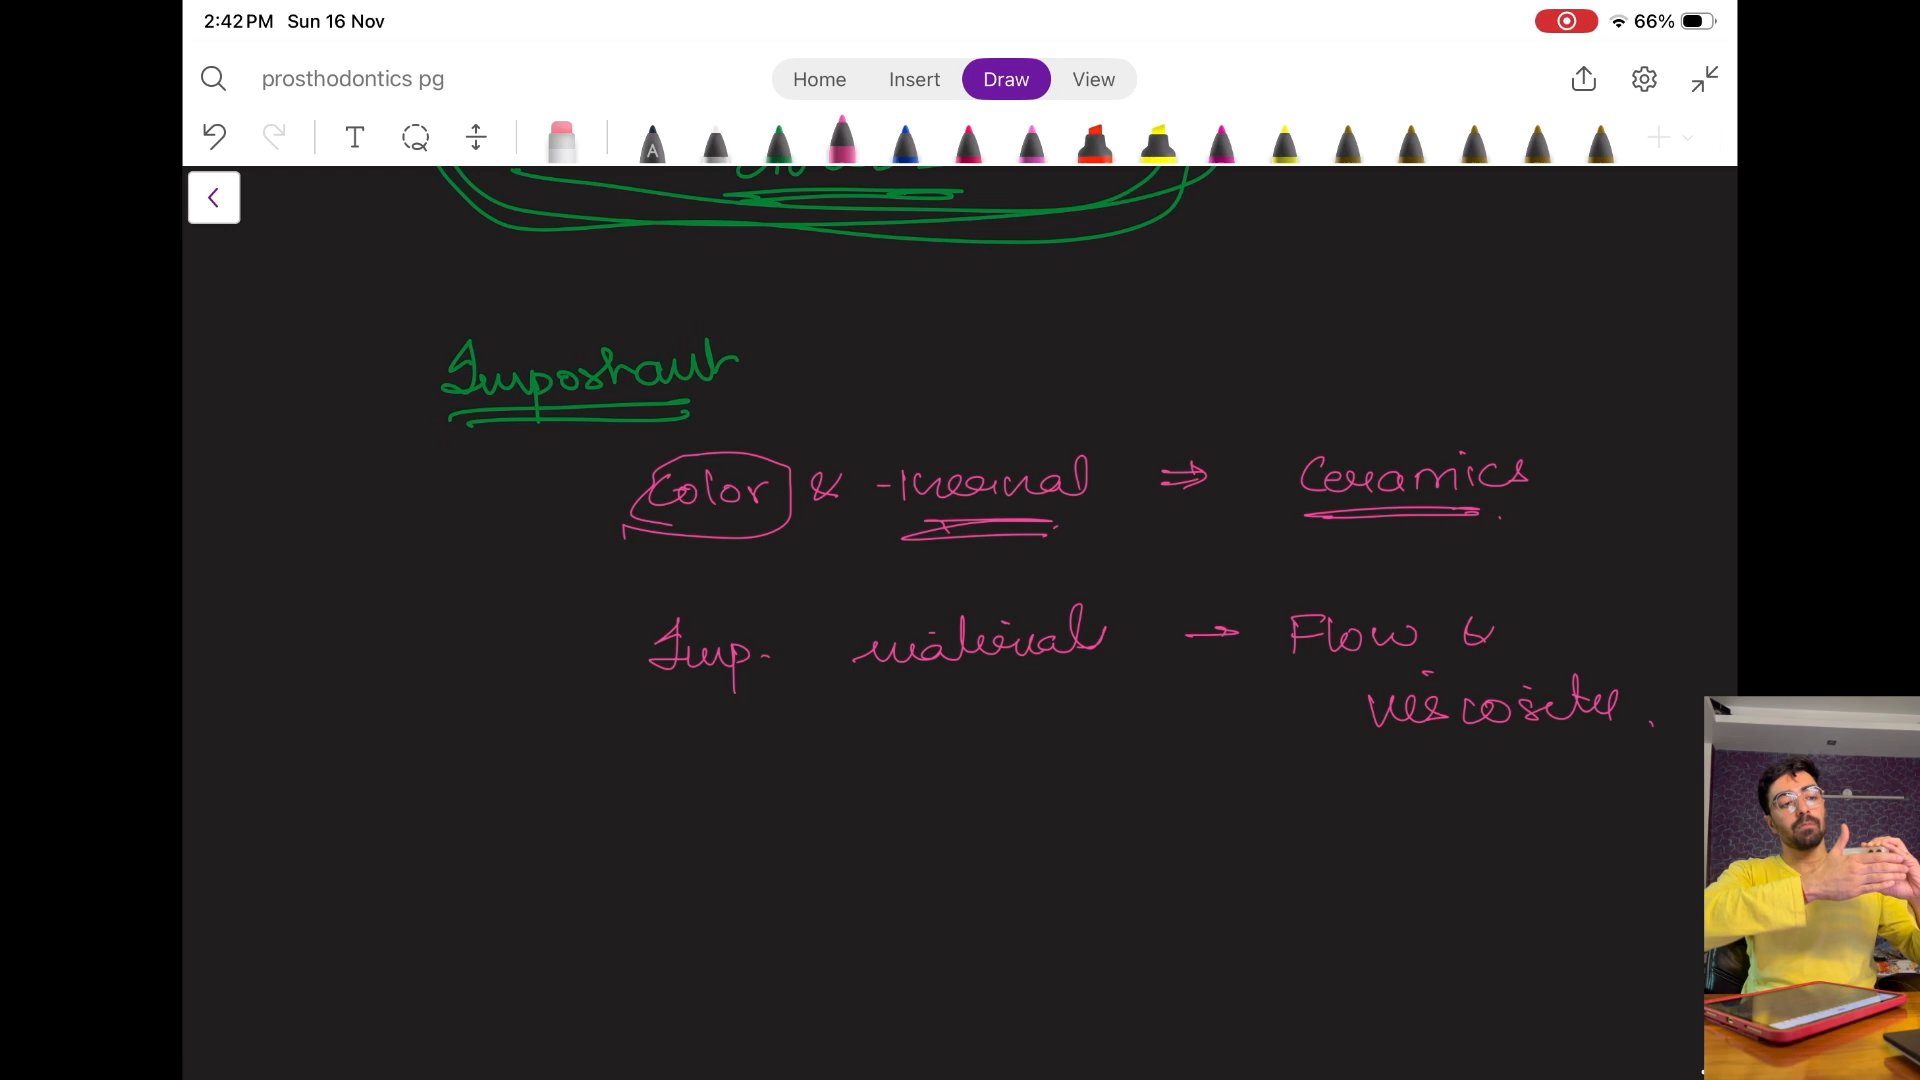 2:42 PM Sun 16 Nov 66%
prosthodontics pg Home Insert Draw View
T A
Important
Color & thermal ⇒ Ceramics
Imp. material → Flow &
viscosity.